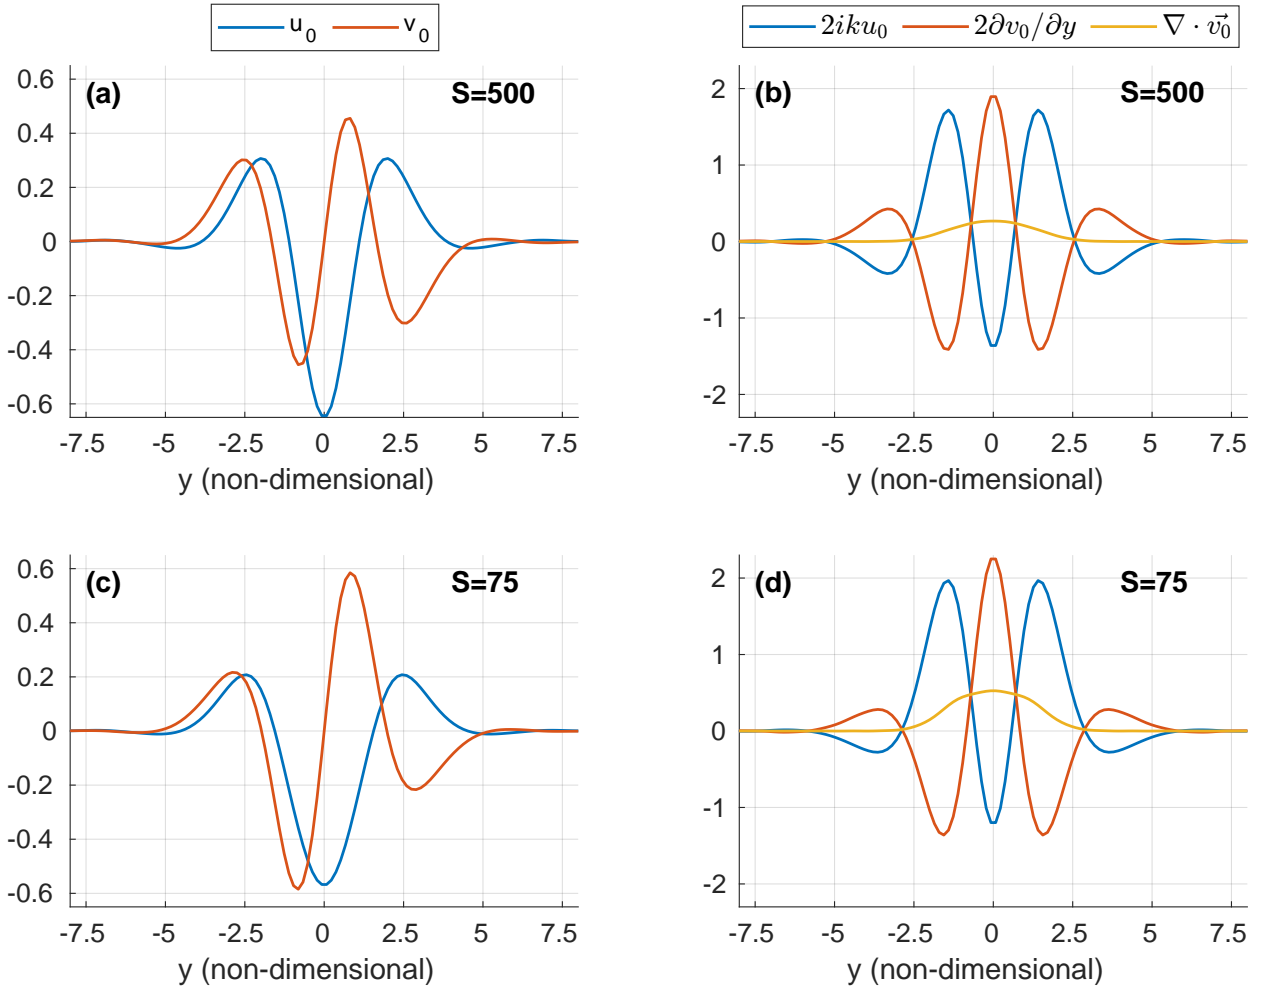 u₀ v₀
2iku₀ 2∂v₀/∂y ∇ · v⃗₀
(a) S=500
0.6
0.4
0.2
0
-0.2
-0.4
-0.6
-7.5 -5 -2.5 0 2.5 5 7.5
y (non-dimensional)
(b) S=500
2
1
0
-1
-2
-7.5 -5 -2.5 0 2.5 5 7.5
y (non-dimensional)
(c) S=75
0.6
0.4
0.2
0
-0.2
-0.4
-0.6
-7.5 -5 -2.5 0 2.5 5 7.5
y (non-dimensional)
(d) S=75
2
1
0
-1
-2
-7.5 -5 -2.5 0 2.5 5 7.5
y (non-dimensional)